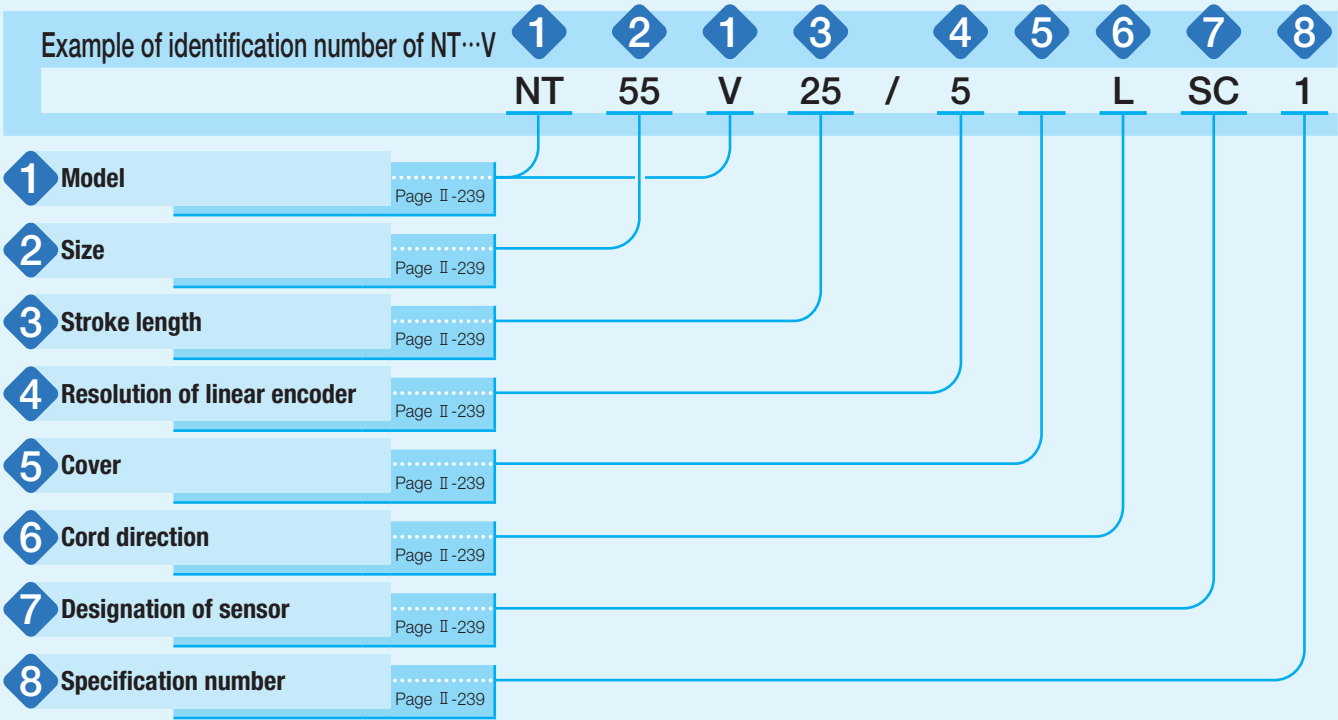 Example of identification number of NT…V 1 2 1 3 4 5 6 7 8
NT 55 V 25 / 5 L SC 1
1 Model
Page Ⅱ-239
2 Size
Page Ⅱ-239
3 Stroke length
Page Ⅱ-239
4 Resolution of linear encoder
Page Ⅱ-239
5 Cover
Page Ⅱ-239
6 Cord direction
Page Ⅱ-239
7 Designation of sensor
Page Ⅱ-239
8 Specification number
Page Ⅱ-239